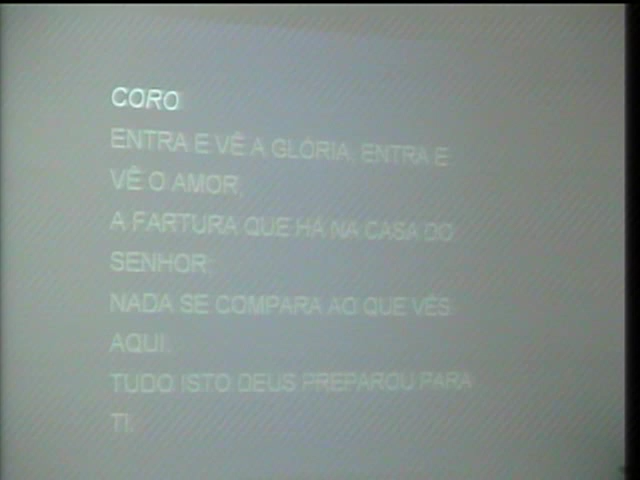 CORO
ENTRA E VÊ A GLÓRIA, ENTRA E
VÊ O AMOR,
A FARTURA QUE HÁ NA CASA DO
SENHOR;
NADA SE COMPARA AO QUE VÊS
AQUI.
TUDO ISTO DEUS PREPAROU PARA
TI.